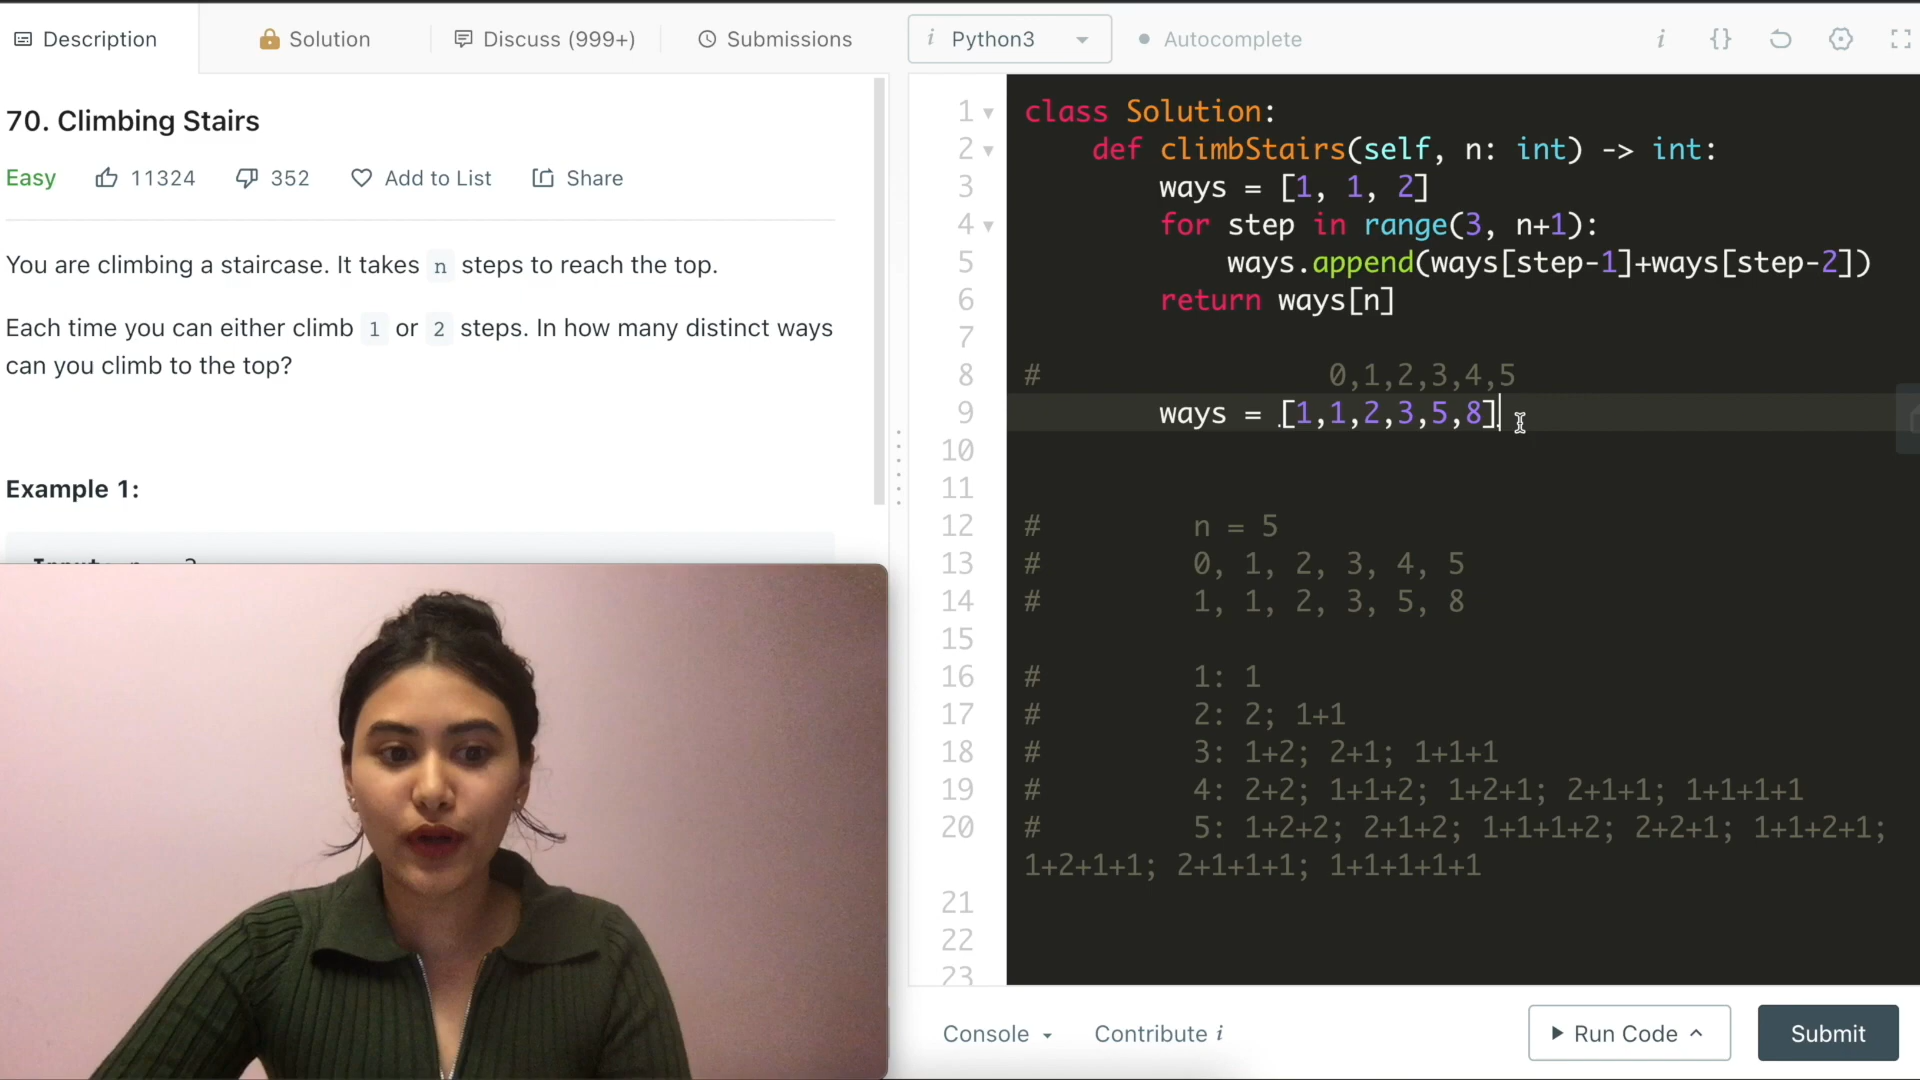 Description
Solution
Discuss (999+)
Submissions
i Python3
Autocomplete
i {}
70. Climbing Stairs
Easy 11324 352 Add to List Share
You are climbing a staircase. It takes n steps to reach the top.
Each time you can either climb 1 or 2 steps. In how many distinct ways
can you climb to the top?
Example 1:
1 class Solution:
2 def climbStairs(self, n: int) -> int:
3 ways = [1, 1, 2]
4 for step in range(3, n+1):
5 ways.append(ways[step-1]+ways[step-2])
6 return ways[n]
7
8 # 0,1,2,3,4,5
9 ways = [1,1,2,3,5,8]
10
11
12 # n = 5
13 # 0, 1, 2, 3, 4, 5
14 # 1, 1, 2, 3, 5, 8
15
16 # 1: 1
17 # 2: 2; 1+1
18 # 3: 1+2; 2+1; 1+1+1
19 # 4: 2+2; 1+1+2; 1+2+1; 2+1+1; 1+1+1+1
20 # 5: 1+2+2; 2+1+2; 1+1+1+2; 2+2+1; 1+1+2+1;
1+2+1+1; 2+1+1+1; 1+1+1+1+1
21
22
23
Console Contribute i
Run Code Submit